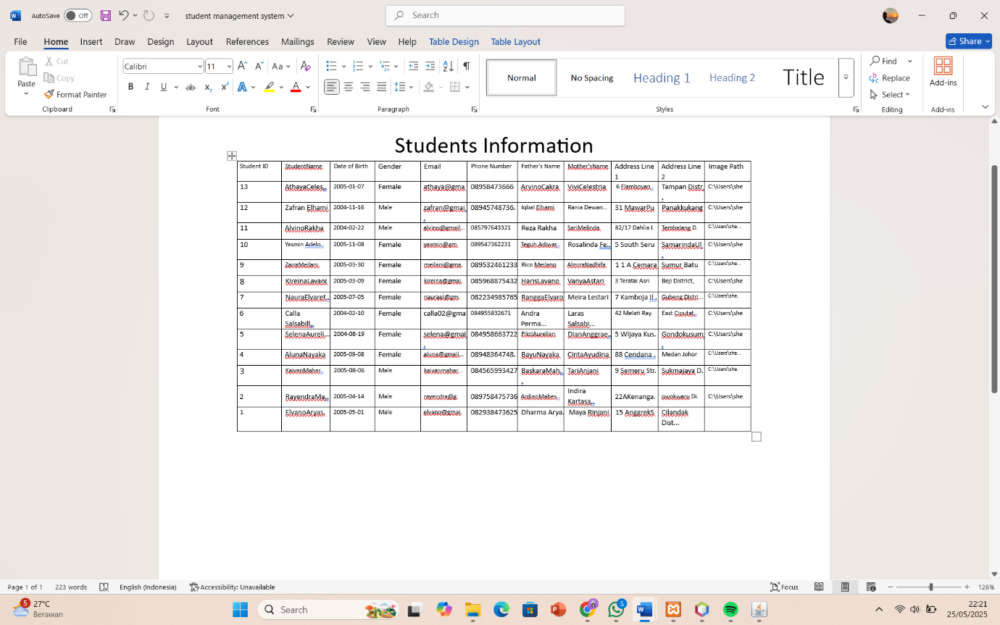 AutoSave Off student management system Search
File Home Insert Draw Design Layout References Mailings Review View Help Table Design Table Layout Share
Paste Cut Copy Format Painter Clipboard
Calibri 11 Aa Font
Paragraph
Normal No Spacing Heading 1 Heading 2 Title Styles
Find Replace Select Editing
Add-ins Add-ins
Students Information
Student ID StudentName Date of Birth Gender Email Phone Number Father's Name Mother'sName Address Line 1 Address Line 2 Image Path
13 AthayaCeles,. 2005-01-07 Female athaya@gma 08958473666 ArvinoCakra ViviCelestria 6 Flamboyan.. Tampan Distr. . C:\Users\she
12 Zafran Elhami 2004-11-16 Male zafran@gmai. . 08945748736. Iqbal Elhami Rania Dewan... 31 MawarPu Panakkukang C:\Users\she
11 AlvinoRakha 2004-02-22 Male alvino@gmail... 085797643321 Reza Rakha SariMelinda 82/17 Dahlia I. Tembalang D. C:\Users\she. .
10 Yasmin Adelo.. 2005-11-08 Female yasmin@gm. 089547362231 Teguh Adiwar.. Rosalinda Fe.. 5 South Seru SamarindaUl. .
9 ZairaMeilani. 2005-03-30 Female meilani@gma. 089532461233 Rico Meilano AlmiraNadhifa 1 1 A Cemara Sumur Batu C:\Users\she. .
8 KireinaLavani 2005-03-09 Female kireina@gmai. 085968875432 HarisLavano VanyaAstari 3 Teratai Asri Beji District, C:\Users\she
7 NauraElvaret.. 2005-07-05 Female naurael@gm. 082234985765 RanggaElvaro Meira Lestari 7 Kamboja Il . Gubeng Distri... C:\Users\she.
6 Calla Salsabill,. 2004-02-10 Female calla02@gma 084955832671 Andra Perma... Laras Salsabi... 42 Melati Ray. East Ciputat.. C:\Users\she
5 SelenaAureli... 2004-08-19 Female selena@gmai . 084958663722 FikriAurelian DianAnggrae,. 5 Wijaya Kus. Gondokusum . C:\Users\she
4 AlunaNayaka 2005-09-08 Female aluna@gmail... 08948364748. BayuNayaka CintaAyudina 88 Cendana . Medan Johor C:\Users\she. .
3 KaivanMahar.. 2005-08-06 Male kaivanmahar... 084565993427 BaskaraMah, . TariAnjani 9 Semeru Str. Sukmajaya D. C:\Users\she.
2 RayendraMa,. 2005-04-14 Male rayendra@g. 089758475736 ArdianMahes.. Indira Kartasa,. 22AKenanga. owokwaru Di. C:\Users\she.
1 ElvanoAryas, 2005-05-01 Male elvano@gmai. 082938473625 Dharma Arya. Maya Rinjani 15 AnggrekS Cilandak Dist...
Page 1 of 1 223 words English (Indonesia) Accessibility: Unavailable Focus 126%
5 27°C Berawan Search 5 22:21 25/05/2025